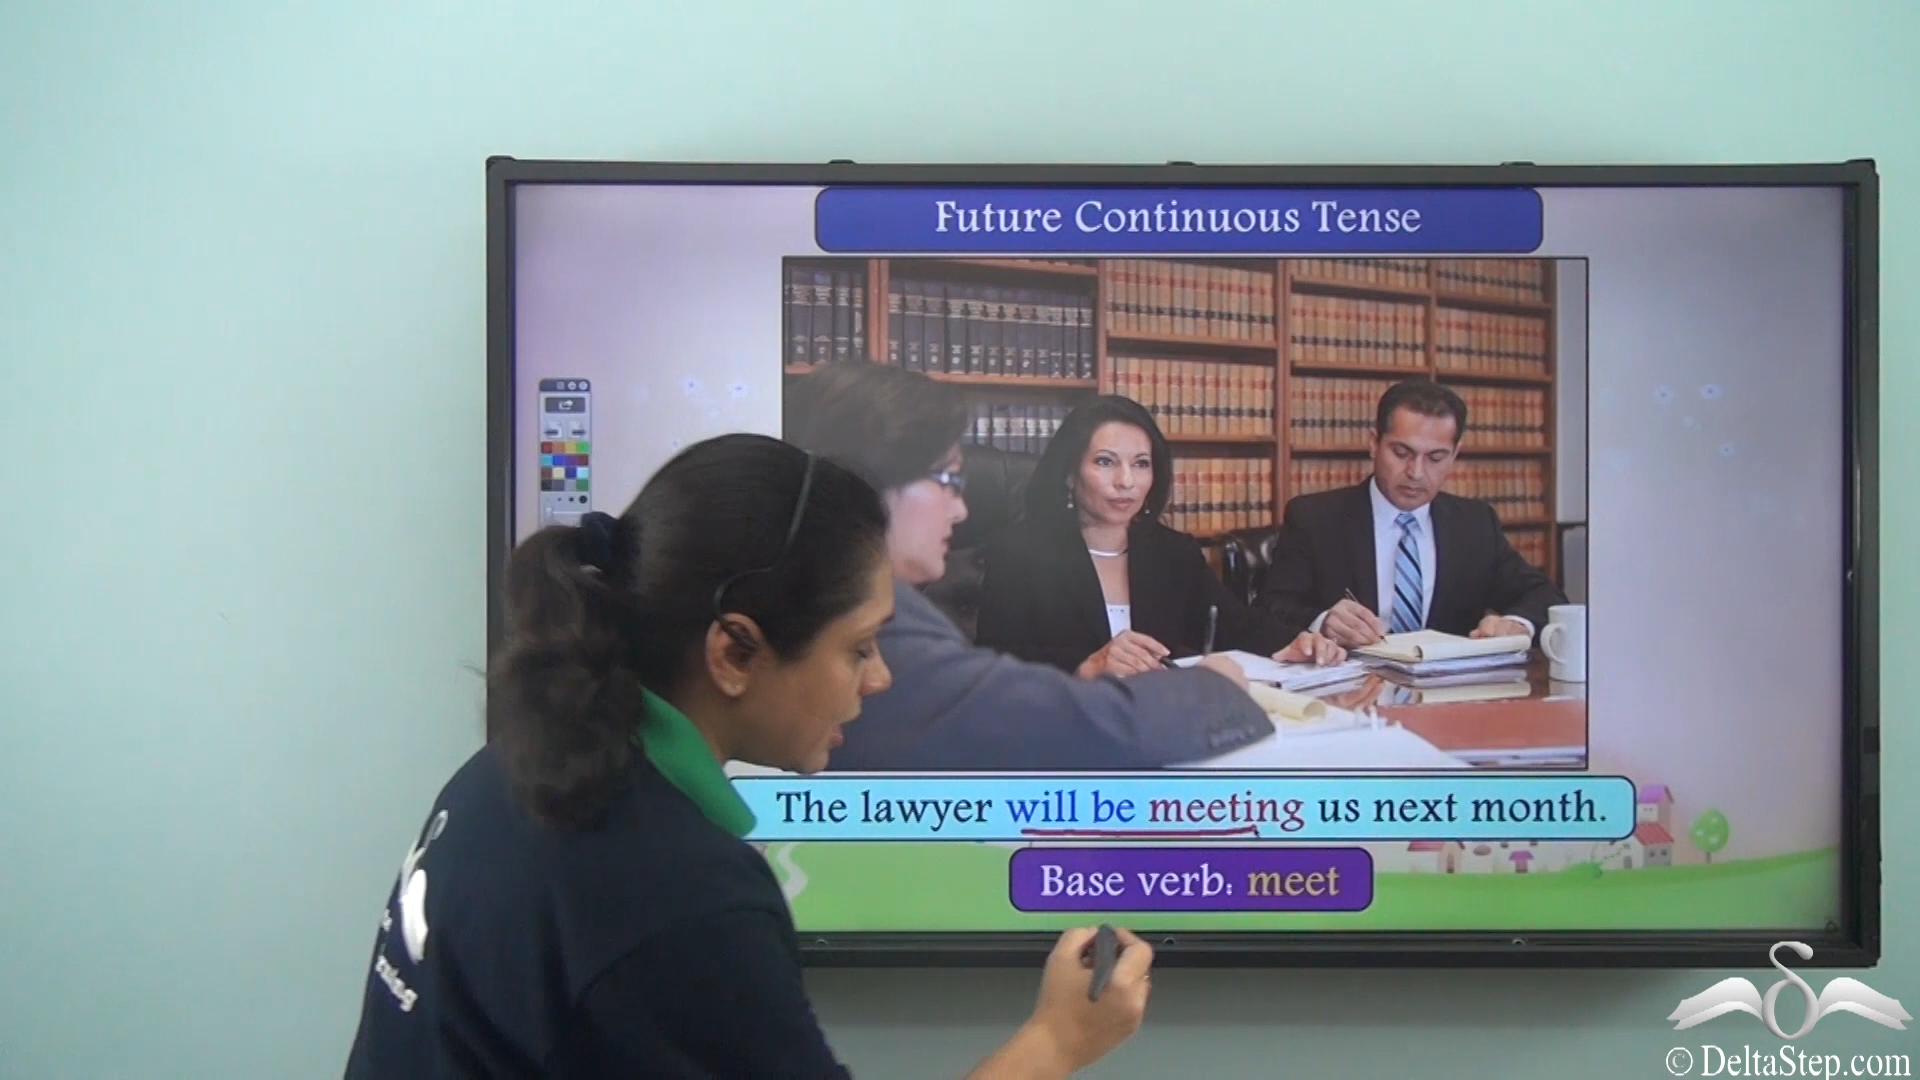 Future Continuous Tense
The lawyer will be meeting us next month.
Base verb: meet
© DeltaStep.com